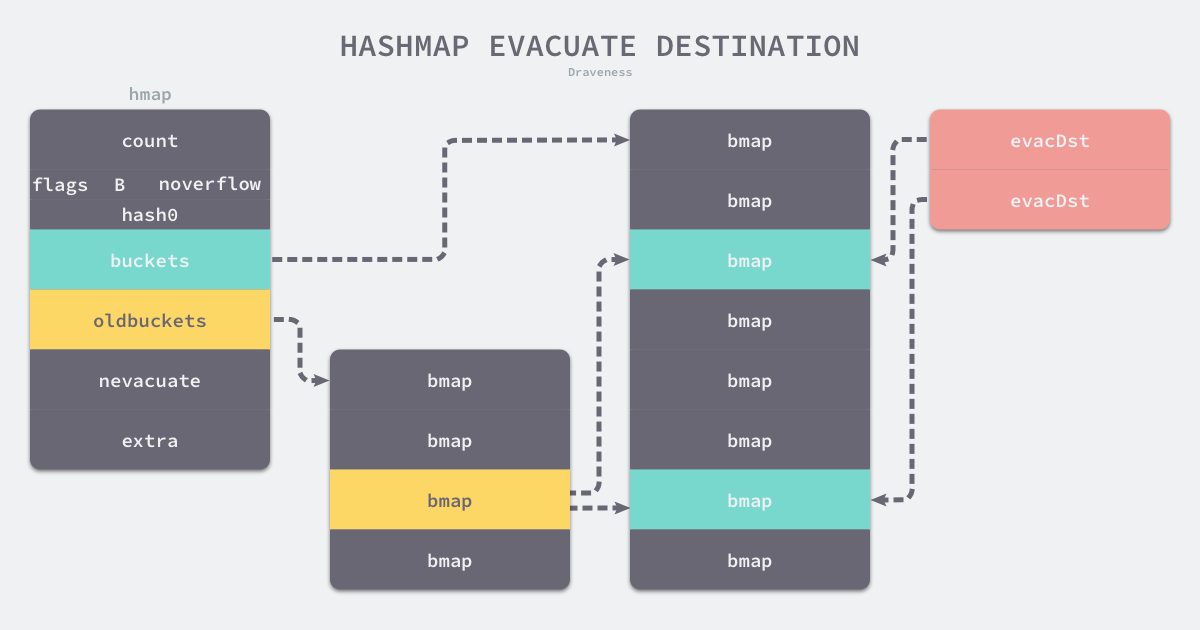 HASHMAP EVACUATE DESTINATION
Draveness
hmap
count
flags B noverflow
hash0
buckets
oldbuckets
nevacuate
extra
bmap
bmap
bmap
bmap
bmap
bmap
bmap
bmap
bmap
bmap
bmap
bmap
evacDst
evacDst